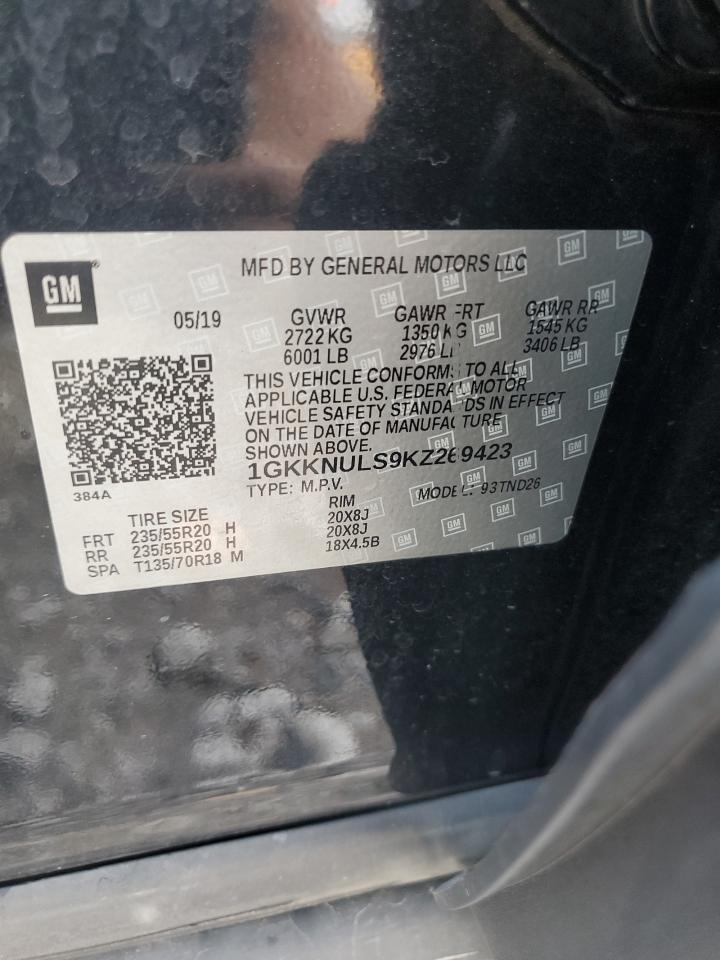 GM
MFD BY GENERAL MOTORS LLC
05/19
GVWR GAWR FRT GAWR RR
2722 KG 1350 KG 1545 KG
6001 LB 2976 LB 3406 LB
THIS VEHICLE CONFORMS TO ALL
APPLICABLE U.S. FEDERAL MOTOR
VEHICLE SAFETY STANDARDS IN EFFECT
ON THE DATE OF MANUFACTURE
SHOWN ABOVE.
1GKKNULS9KZ269423
TYPE: M.P.V. MODEL: 93TND26
384A
TIRE SIZE RIM
FRT 235/55R20 H 20X8J
RR 235/55R20 H 20X8J
SPA T135/70R18 M 18X4.5B